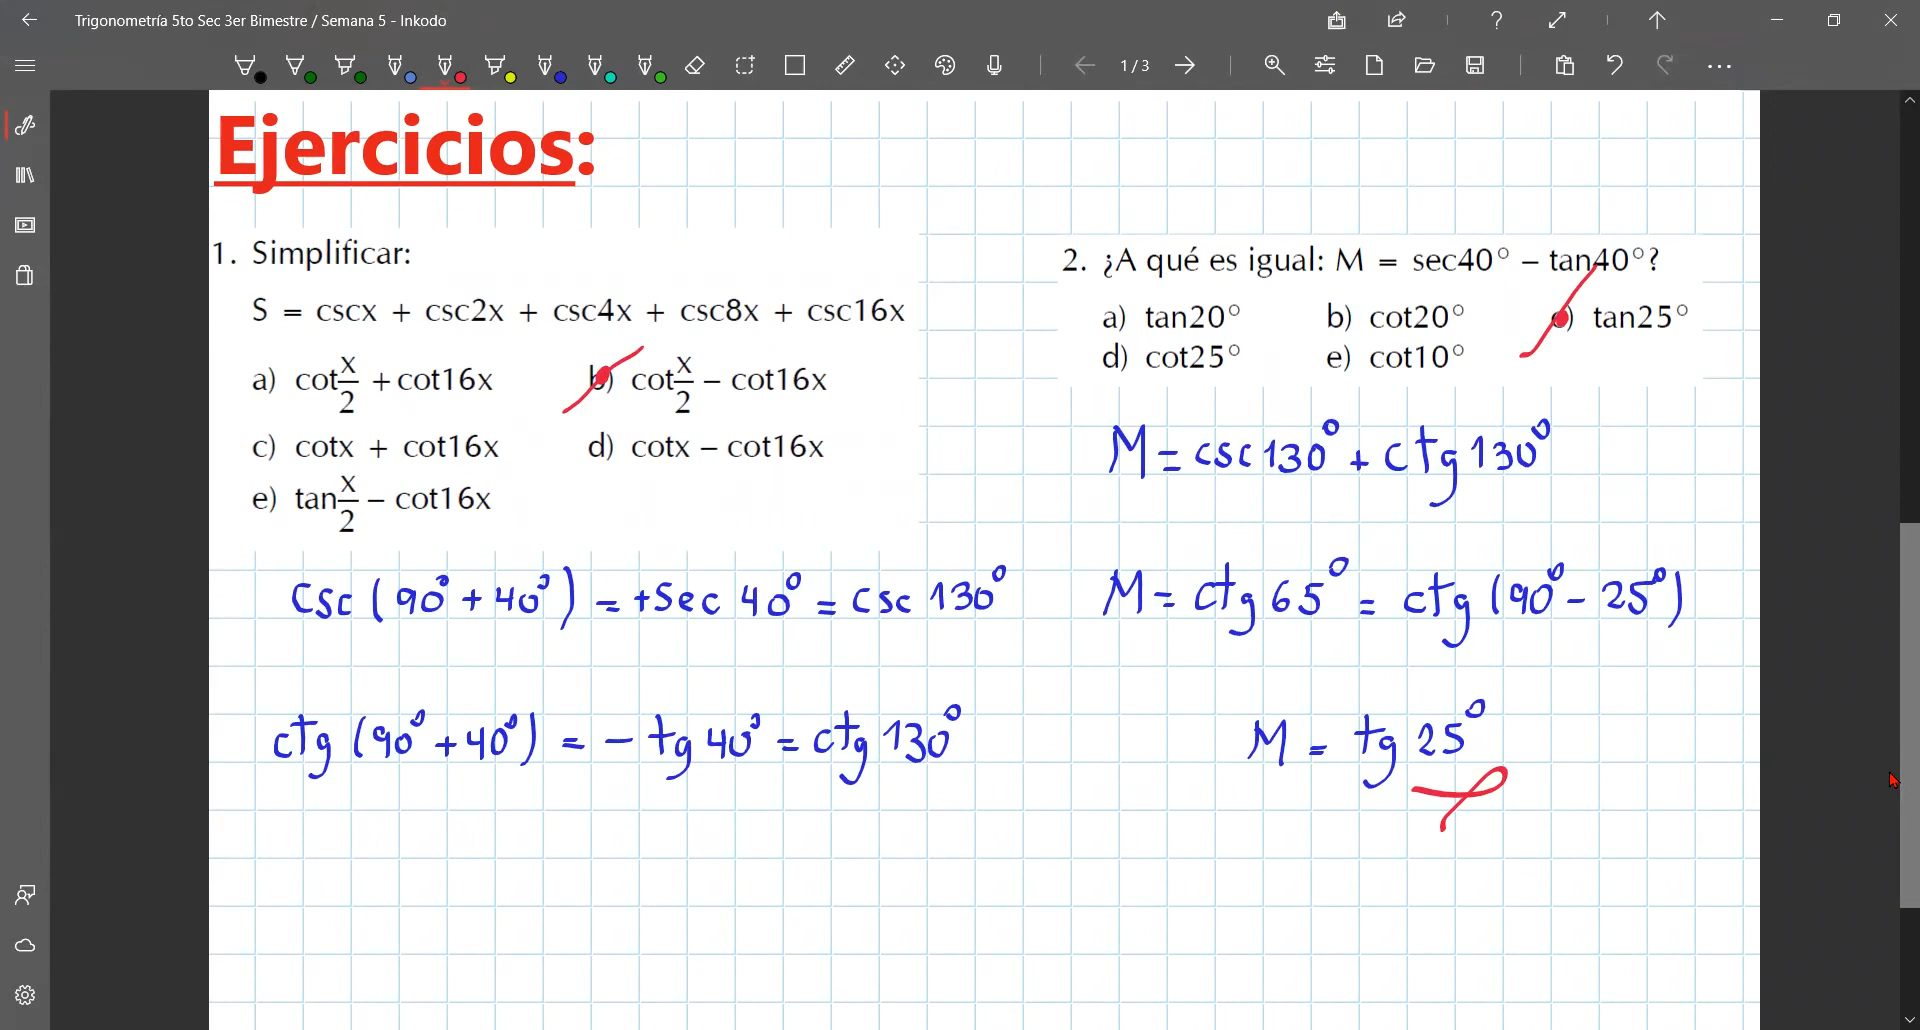 Trigonometría 5to Sec 3er Bimestre / Semana 5 - Inkodo
1 / 3
Ejercicios:
1. Simplificar:
S = cscx + csc2x + csc4x + csc8x + csc16x
a) cot x/2 + cot16x b) cot x/2 – cot16x
c) cotx + cot16x d) cotx – cot16x
e) tan x/2 – cot16x
2. ¿A qué es igual: M = sec40° – tan40°?
a) tan20° b) cot20° c) tan25°
d) cot25° e) cot10°
M = csc 130° + ctg 130°
csc (90° + 40°) = +sec 40° = csc 130°
M = ctg 65° = ctg (90° - 25°)
ctg (90° + 40°) = - tg 40° = ctg 130°
M = tg 25°